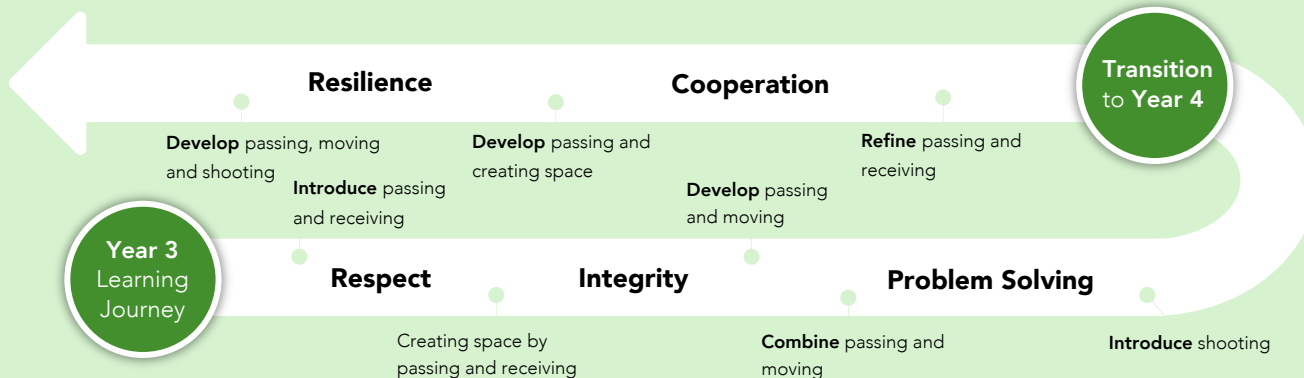 Resilience
Cooperation
Transition
to Year 4
Develop passing, moving
and shooting
Develop passing and
creating space
Refine passing and
receiving
Introduce passing
and receiving
Develop passing
and moving
Year 3
Learning
Journey
Respect
Integrity
Problem Solving
Creating space by
passing and receiving
Combine passing and
moving
Introduce shooting